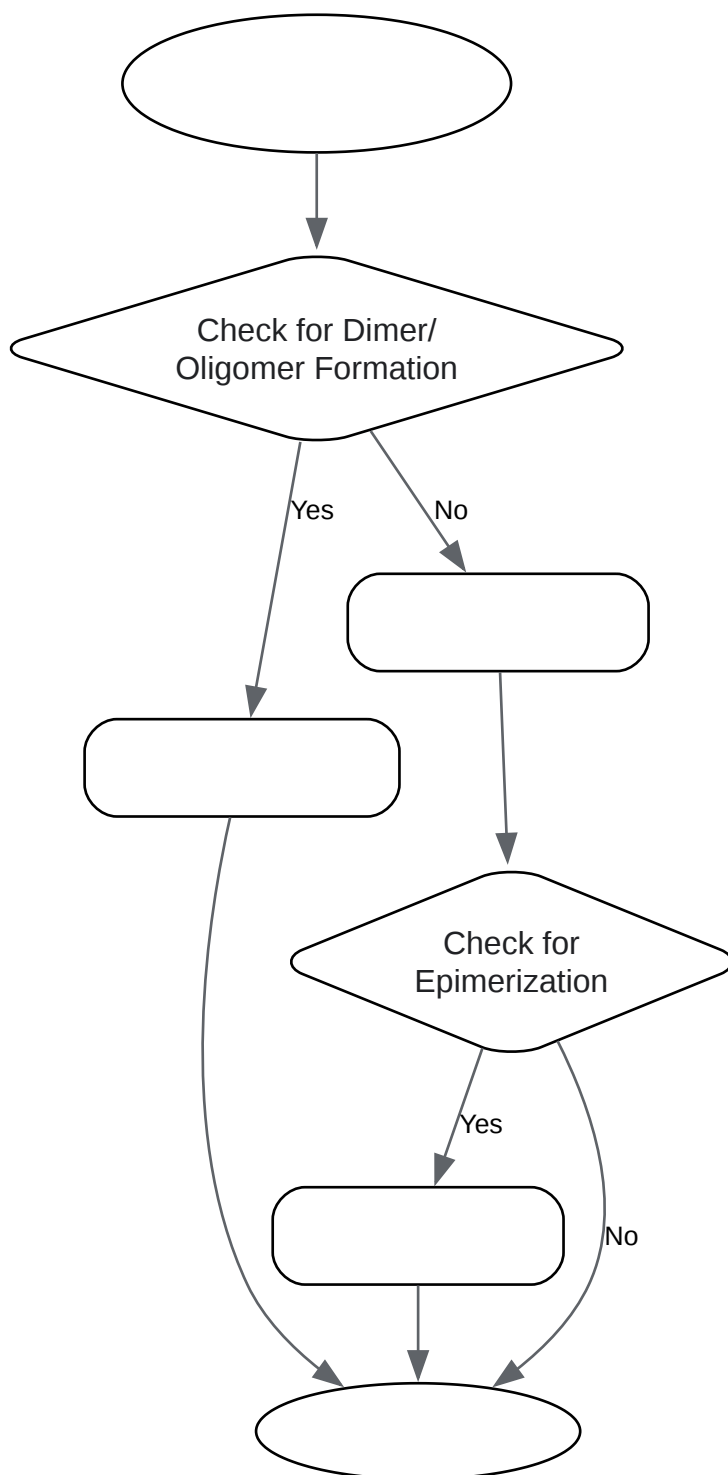 Check for Dimer/
Oligomer Formation
Yes
No
Check for
Epimerization
Yes
No